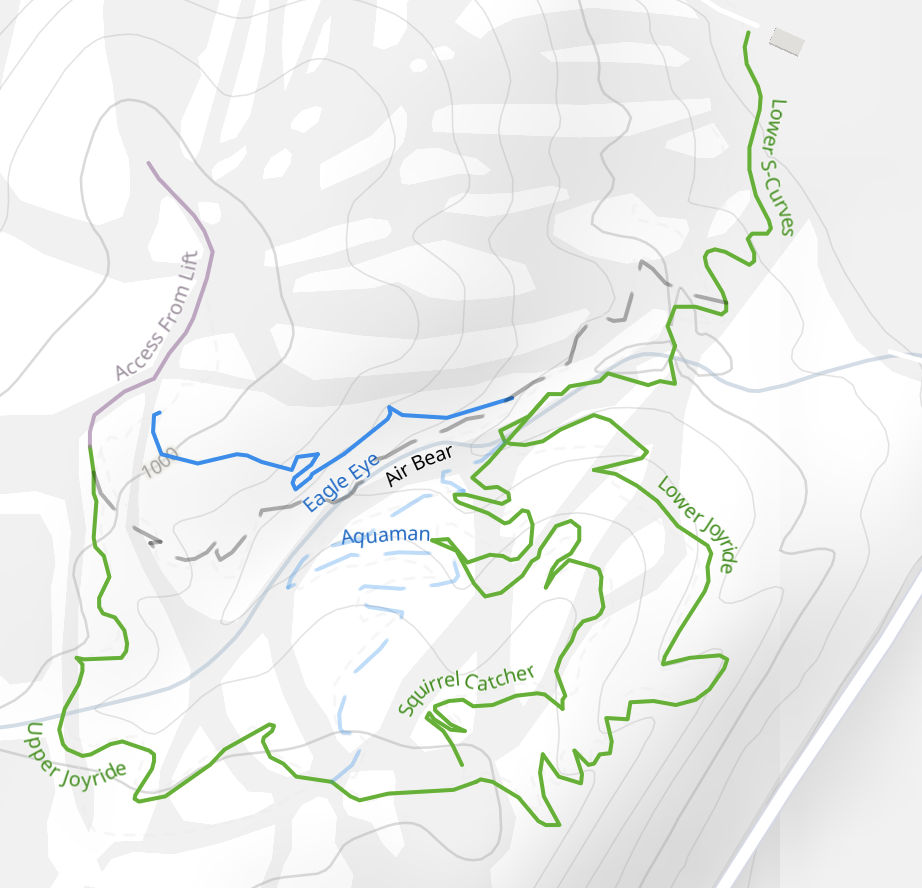 Lower S-Curves
Access From Lift
1000
Eagle Eye
Air Bear
Aquaman
Lower Joyride
Squirrel Catcher
Upper Joyride